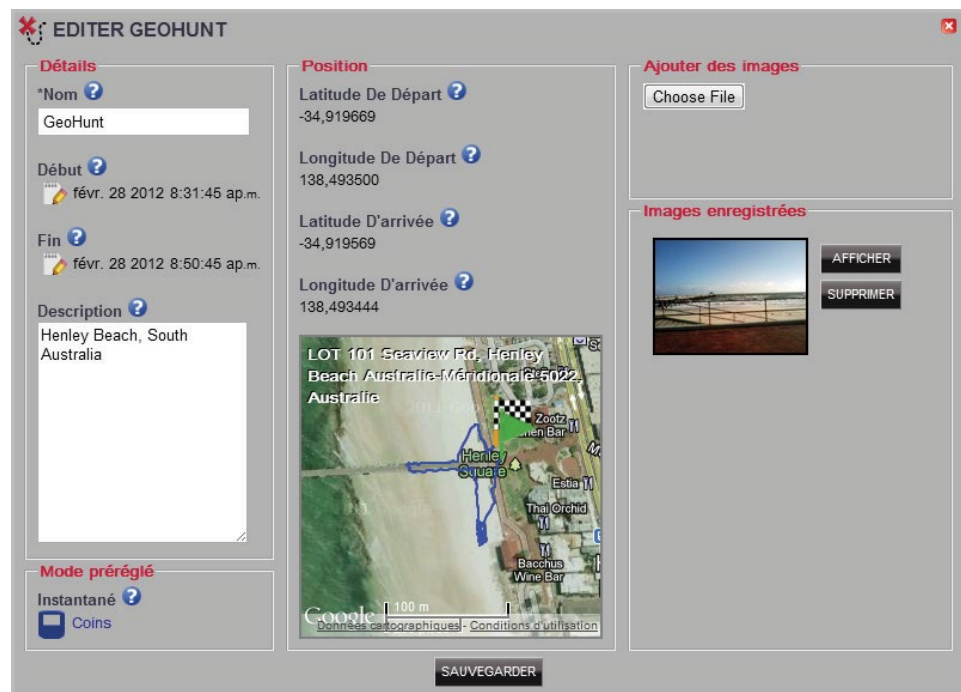 EDITER GEOHUNT
Détails
*Nom
GeoHunt
Début
févr. 28 2012 8:31:45 ap.m.
Fin
févr. 28 2012 8:50:45 ap.m.
Description
Henley Beach, South
Australia
Mode préréglé
Instantané
Coins
Position
Latitude De Départ
-34,919669
Longitude De Départ
138,493500
Latitude D'arrivée
-34,919569
Longitude D'arrivée
138,493444
LOT 101 Seaview Rd, Henley
Beach Australie-Méridionale 5022,
Australie
Zootz
Bar
Henley
Square
Estia
Thai Orchid
Bacchus
Wine Bar
Google
100 m
Données cartographiques - Conditions d'utilisation
Ajouter des images
Choose File
Images enregistrées
AFFICHER
SUPPRIMER
SAUVEGARDER